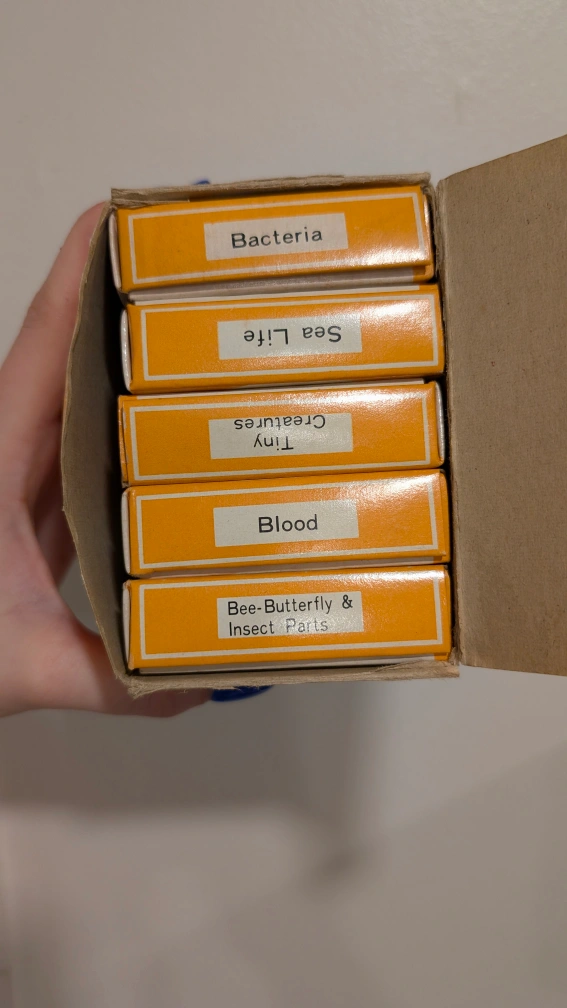 Bacteria
Sea Life
Tiny
Creatures
Blood
Bee-Butterfly &
Insect Parts